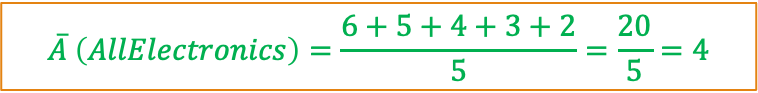 Ā (AllElectronics) = (6 + 5 + 4 + 3 + 2) / 5 = 20 / 5 = 4